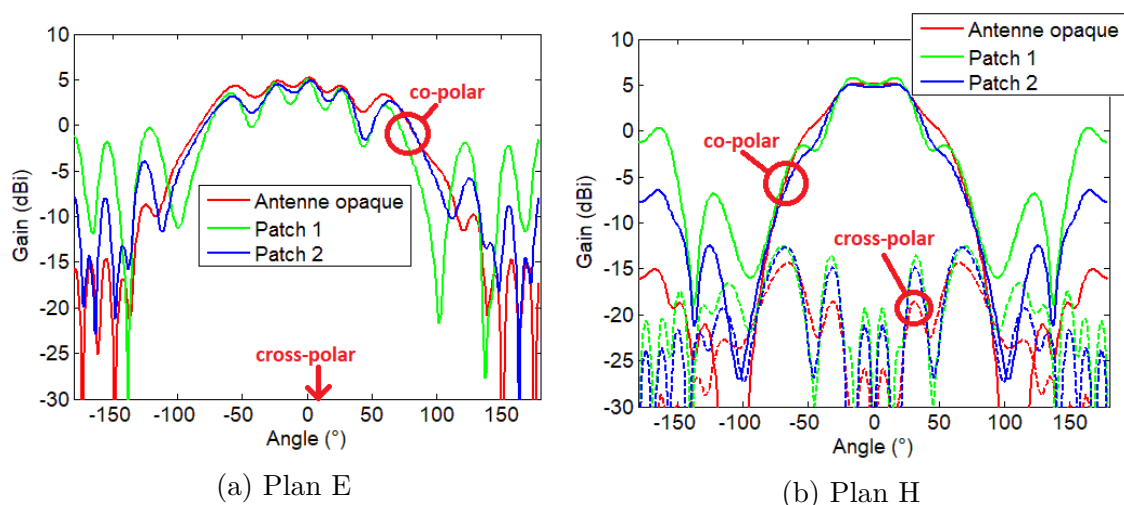 10
5
0
-5
-10
-15
-20
-25
-30
Gain (dBi)
-150 -100 -50 0 50 100 150
Angle (°)
co-polar
Antenne opaque
Patch 1
Patch 2
cross-polar
(a) Plan E
10
5
0
-5
-10
-15
-20
-25
-30
Gain (dBi)
-150 -100 -50 0 50 100 150
Angle (°)
Antenne opaque
Patch 1
Patch 2
co-polar
cross-polar
(b) Plan H